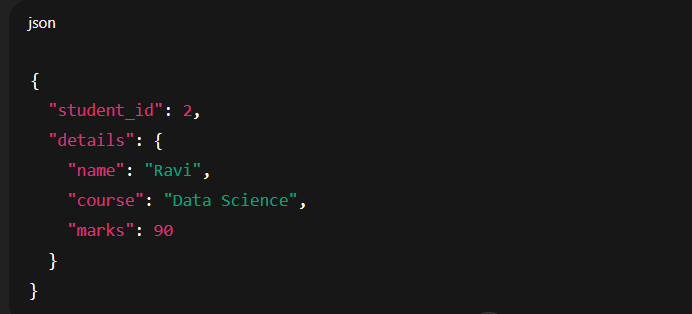 json
{
  "student_id": 2,
  "details": {
    "name": "Ravi",
    "course": "Data Science",
    "marks": 90
  }
}